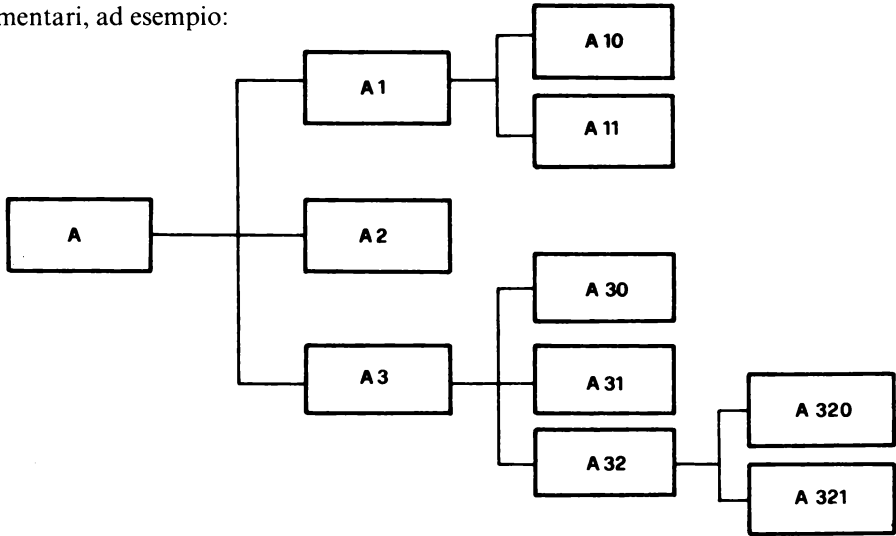 mentari, ad esempio:
A 10
A 1
A 11
A
A 2
A 30
A 3
A 31
A 320
A 32
A 321